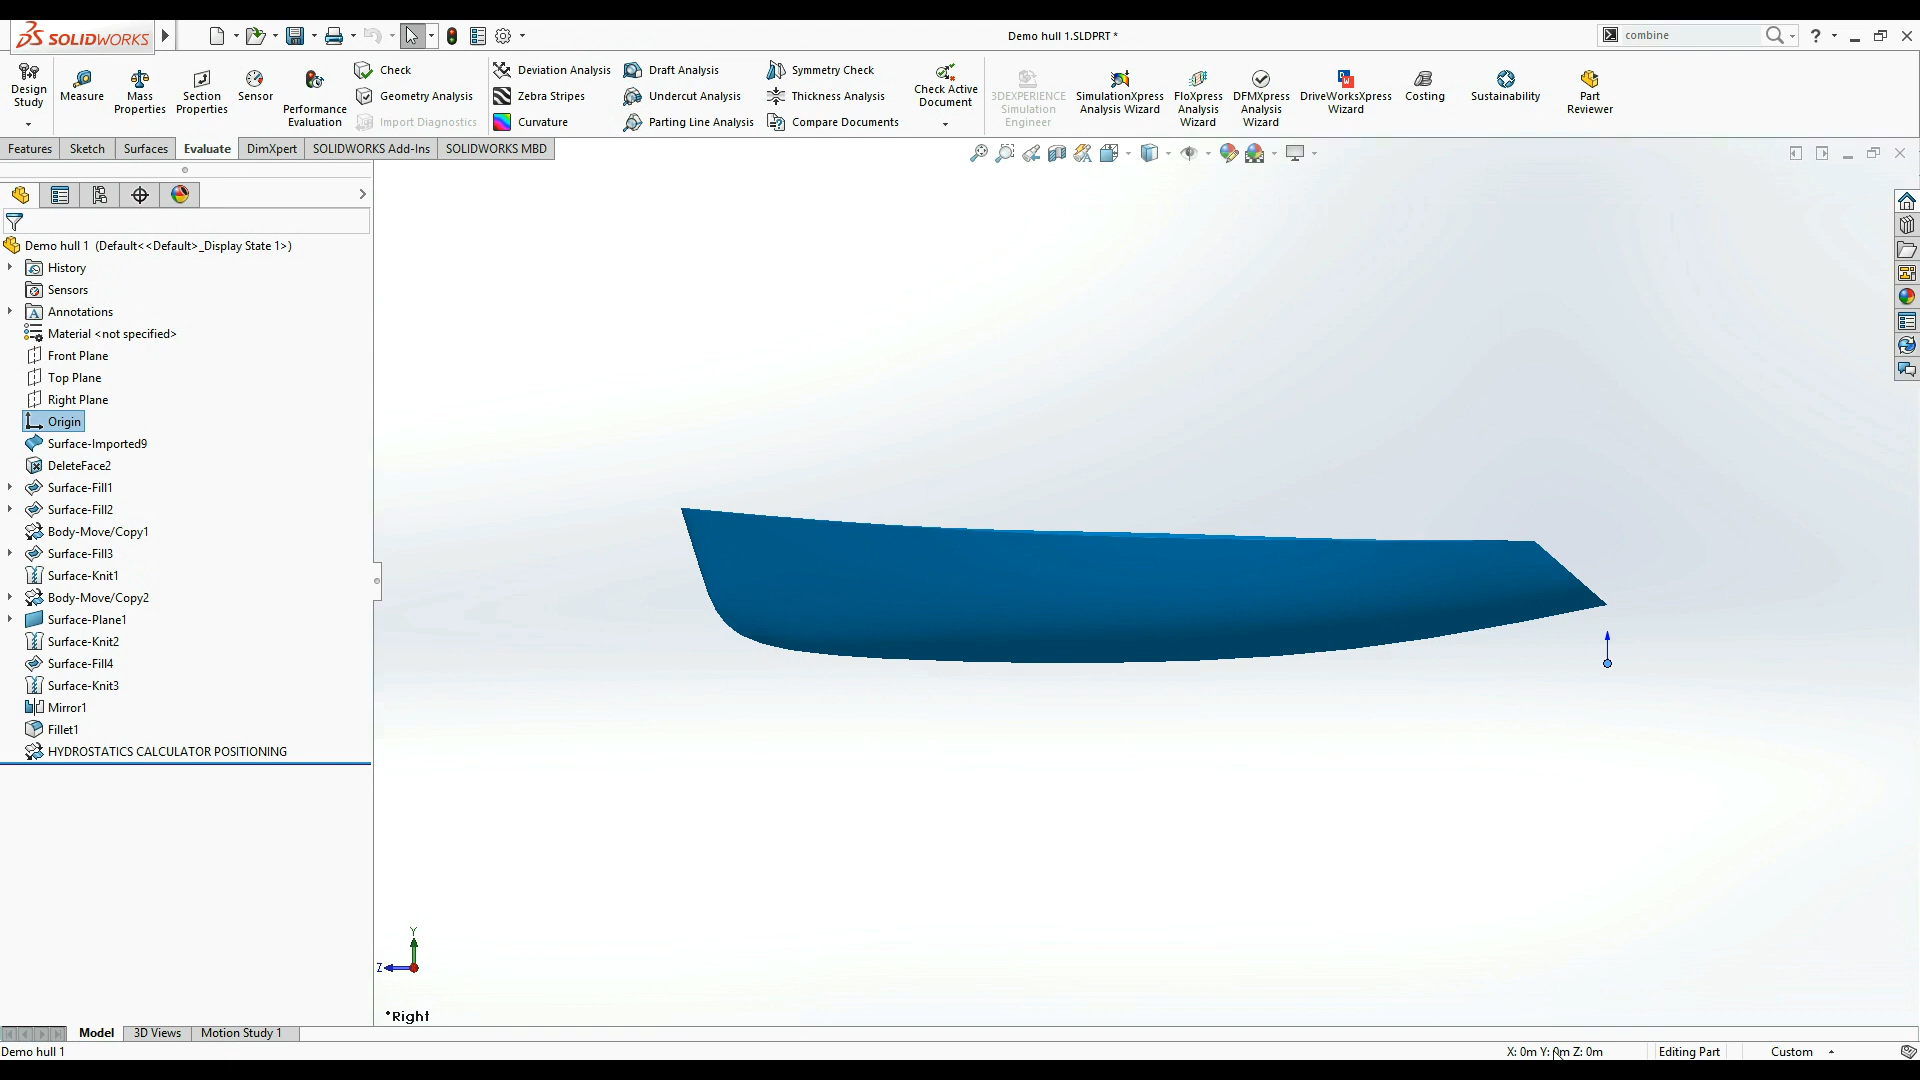 SOLIDWORKS
Demo hull 1.SLDPRT *
combine
Design Study
Measure
Mass Properties
Section Properties
Sensor
Performance Evaluation
Check
Geometry Analysis
Import Diagnostics
Deviation Analysis
Zebra Stripes
Curvature
Draft Analysis
Undercut Analysis
Parting Line Analysis
Symmetry Check
Thickness Analysis
Compare Documents
Check Active Document
3DEXPERIENCE Simulation Engineer
SimulationXpress Analysis Wizard
FloXpress Analysis Wizard
DFMXpress Analysis Wizard
DriveWorksXpress Wizard
Costing
Sustainability
Part Reviewer
Features
Sketch
Surfaces
Evaluate
DimXpert
SOLIDWORKS Add-Ins
SOLIDWORKS MBD
Demo hull 1 (Default<<Default>_Display State 1>)
History
Sensors
Annotations
Material <not specified>
Front Plane
Top Plane
Right Plane
Origin
Surface-Imported9
DeleteFace2
Surface-Fill1
Surface-Fill2
Body-Move/Copy1
Surface-Fill3
Surface-Knit1
Body-Move/Copy2
Surface-Plane1
Surface-Knit2
Surface-Fill4
Surface-Knit3
Mirror1
Fillet1
HYDROSTATICS CALCULATOR POSITIONING
Y
Z
*Right
Model
3D Views
Motion Study 1
Demo hull 1
X: 0m Y: 0m Z: 0m
Editing Part
Custom